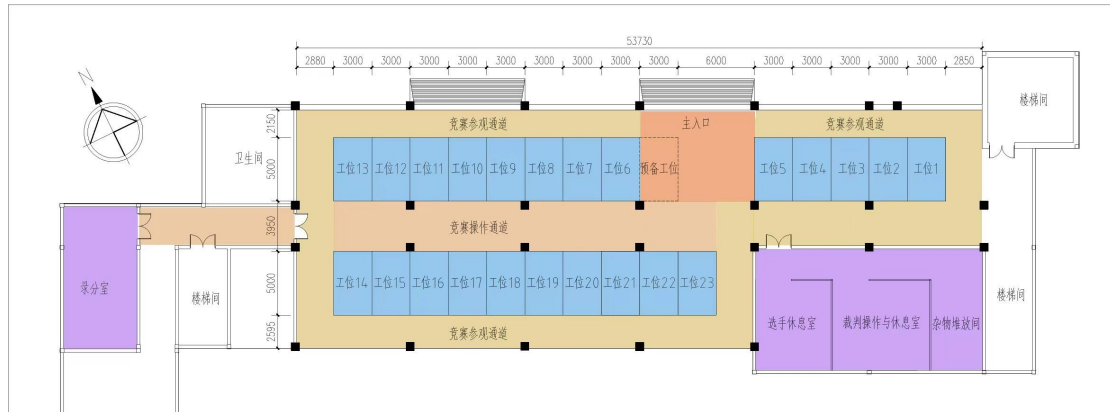 53730
2880 3000 3000 3000 3000 3000 3000 3000 3000 3000 6000 3000 3000 3000 3000 3000 2850
N
楼梯间
2150
竞赛参观通道
主入口
竞赛参观通道
卫生间
5000
工位13 工位12 工位11 工位10 工位9 工位8 工位7 工位6 预备工位 工位5 工位4 工位3 工位2 工位1
3950
竞赛操作通道
录分室
楼梯间
5000
工位14 工位15 工位16 工位17 工位18 工位19 工位20 工位21 工位22 工位23
选手休息室
裁判操作与休息室
杂物堆放间
楼梯间
2595
竞赛参观通道